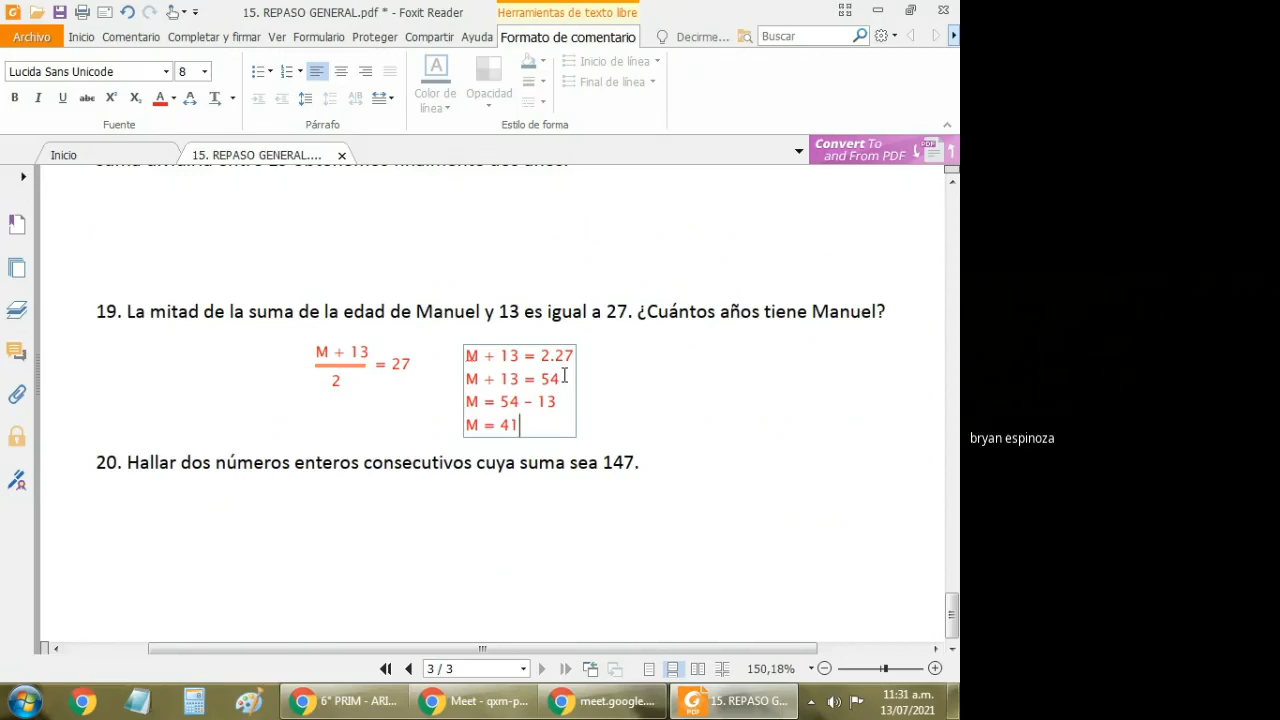 15. REPASO GENERAL.pdf * - Foxit Reader
Herramientas de texto libre
Archivo Inicio Comentario Completar y firmar Ver Formulario Proteger Compartir Ayuda Formato de comentario Decirme... Buscar
Lucida Sans Unicode 8
Color de línea Opacidad
Inicio de línea
Final de línea
Fuente Párrafo Estilo de forma
Inicio 15. REPASO GENERAL.... Convert To
and From PDF
19. La mitad de la suma de la edad de Manuel y 13 es igual a 27. ¿Cuántos años tiene Manuel?
M + 13
2
= 27
M + 13 = 2.27
M + 13 = 54
M = 54 – 13
M = 41
20. Hallar dos números enteros consecutivos cuya suma sea 147.
bryan espinoza
3 / 3 150,18%
6° PRIM - ARI... Meet - qxm-p... meet.google.... 15. REPASO G... 11:31 a.m.
13/07/2021